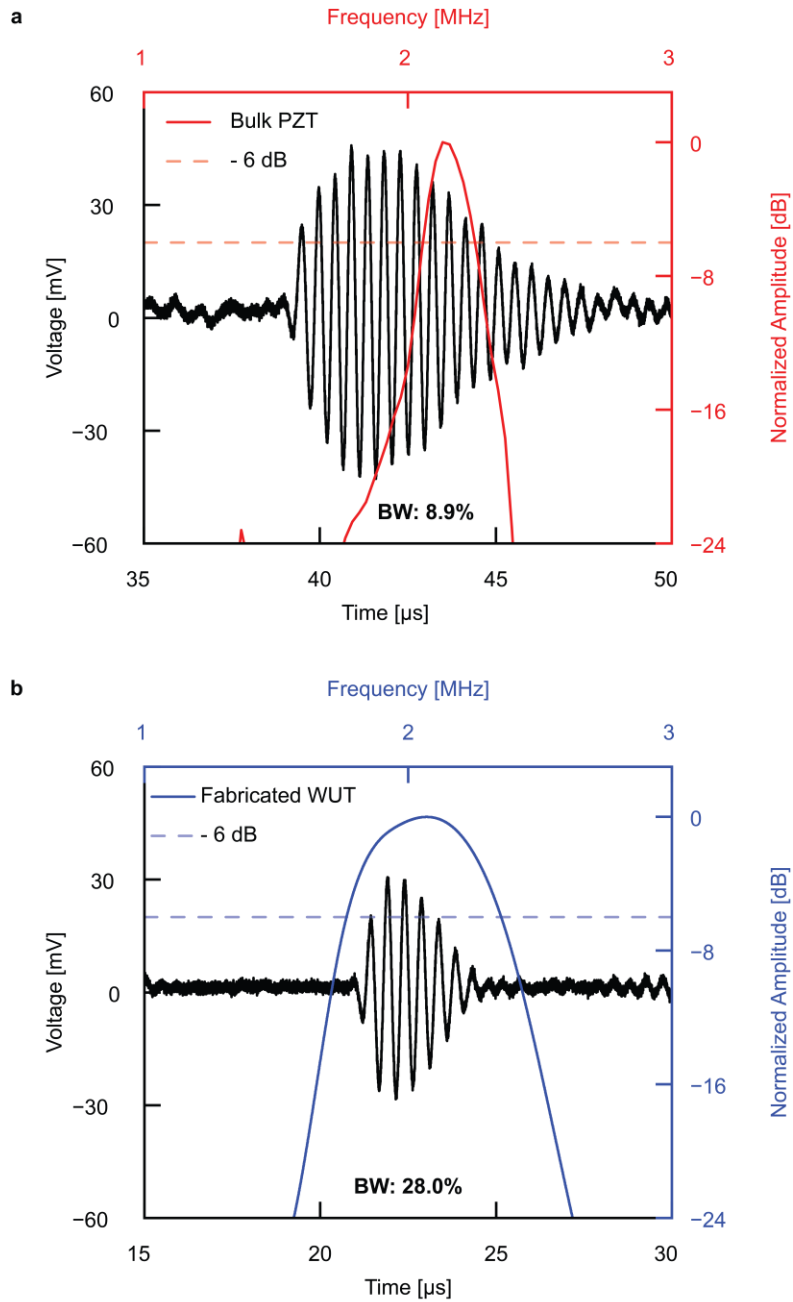 a
Frequency [MHz]
1 2 3
60
30
0
−30
−60
Voltage [mV]
Bulk PZT
- 6 dB
0
−8
−16
−24
Normalized Amplitude [dB]
BW: 8.9%
35 40 45 50
Time [µs]
b
Frequency [MHz]
1 2 3
60
30
0
−30
−60
Voltage [mV]
Fabricated WUT
- 6 dB
0
−8
−16
−24
Normalized Amplitude [dB]
BW: 28.0%
15 20 25 30
Time [µs]